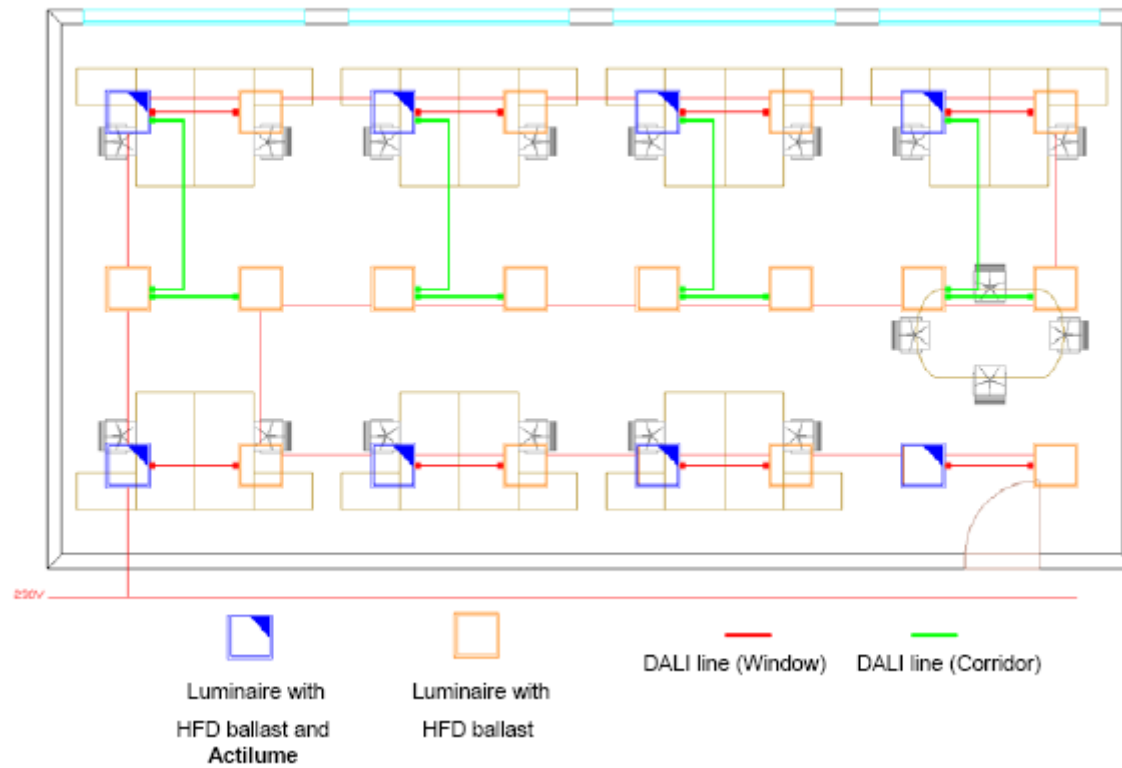 230V
Luminaire with
HFD ballast and
Actilume
Luminaire with
HFD ballast
DALI line (Window)
DALI line (Corridor)